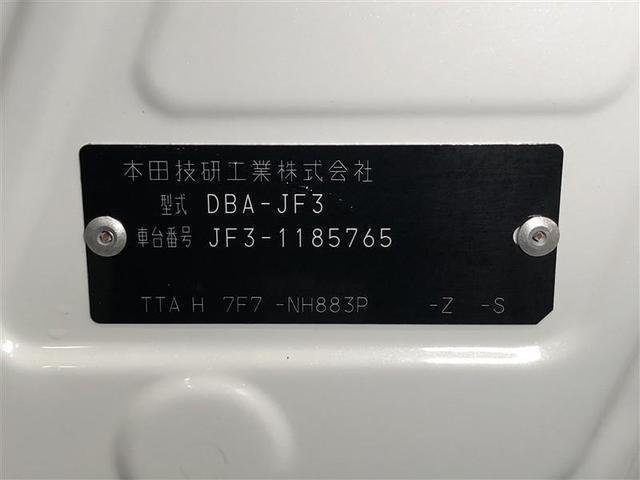 本田技研工業株式会社
型式 DBA-JF3
車台番号 JF3-1185765
TTA H 7F7 -NH883P -Z -S